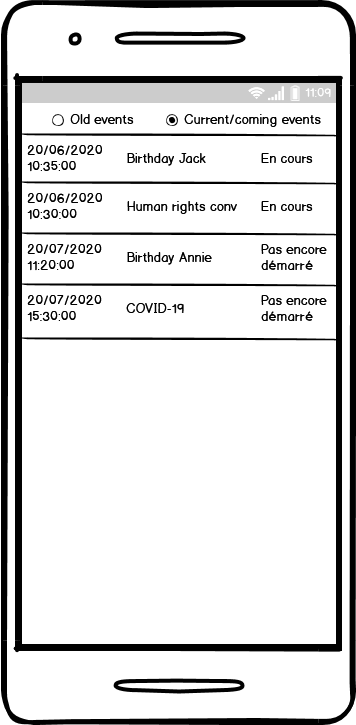 11:09
Old events Current/coming events
20/06/2020
10:35:00 Birthday Jack En cours
20/06/2020
10:30:00 Human rights conv En cours
20/07/2020 Pas encore
11:20:00 Birthday Annie démarré
20/07/2020 Pas encore
15:30:00 COVID-19 démarré